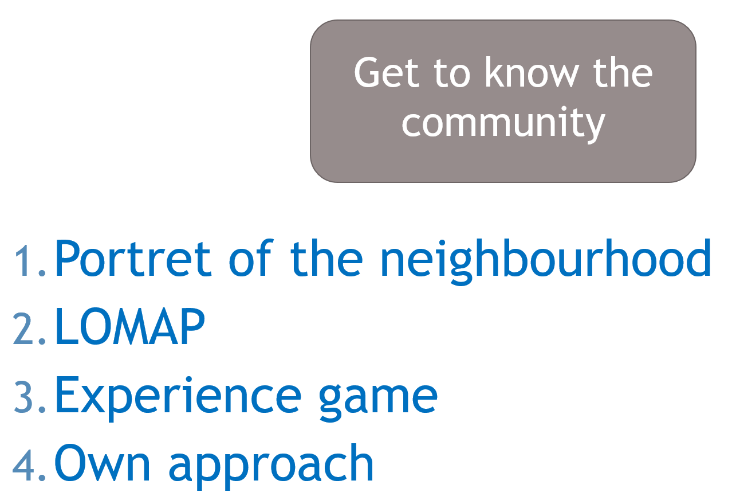 Get to know the
community
1. Portret of the neighbourhood
2. LOMAP
3. Experience game
4. Own approach